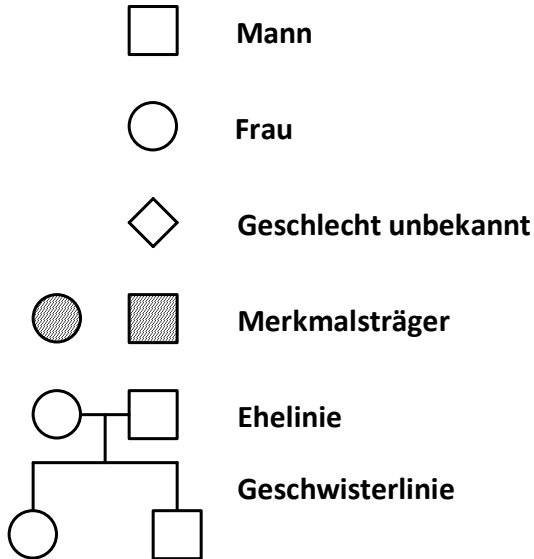 Mann
Frau
Geschlecht unbekannt
Merkmalsträger
Ehelinie
Geschwisterlinie